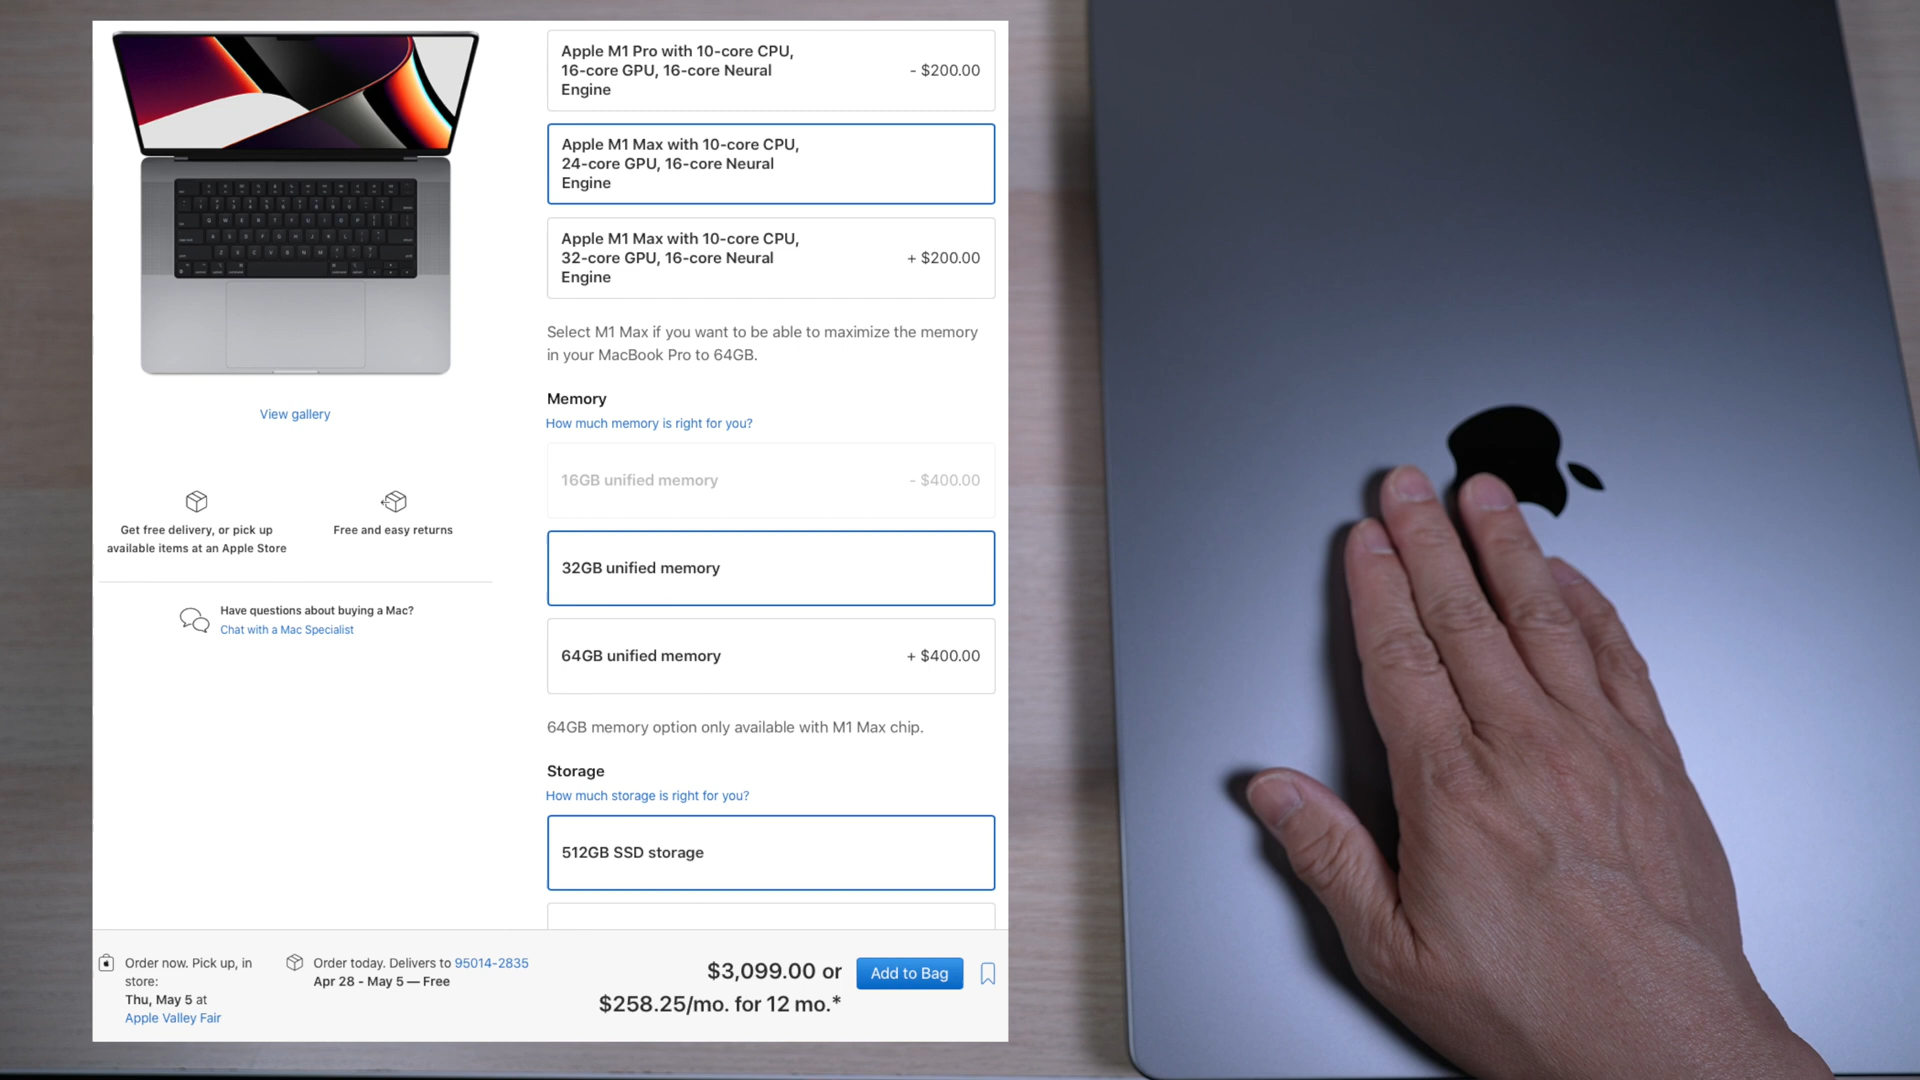 Apple M1 Pro with 10-core CPU,
16-core GPU, 16-core Neural
Engine
- $200.00
Apple M1 Max with 10-core CPU,
24-core GPU, 16-core Neural
Engine
Apple M1 Max with 10-core CPU,
32-core GPU, 16-core Neural
Engine
+ $200.00
Select M1 Max if you want to be able to maximize the memory
in your MacBook Pro to 64GB.
View gallery
Get free delivery, or pick up
available items at an Apple Store
Free and easy returns
Have questions about buying a Mac?
Chat with a Mac Specialist
Memory
How much memory is right for you?
16GB unified memory
- $400.00
32GB unified memory
64GB unified memory
+ $400.00
64GB memory option only available with M1 Max chip.
Storage
How much storage is right for you?
512GB SSD storage
Order now. Pick up, in
store:
Thu, May 5 at
Apple Valley Fair
Order today. Delivers to 95014-2835
Apr 28 - May 5 — Free
$3,099.00 or
$258.25/mo. for 12 mo.*
Add to Bag